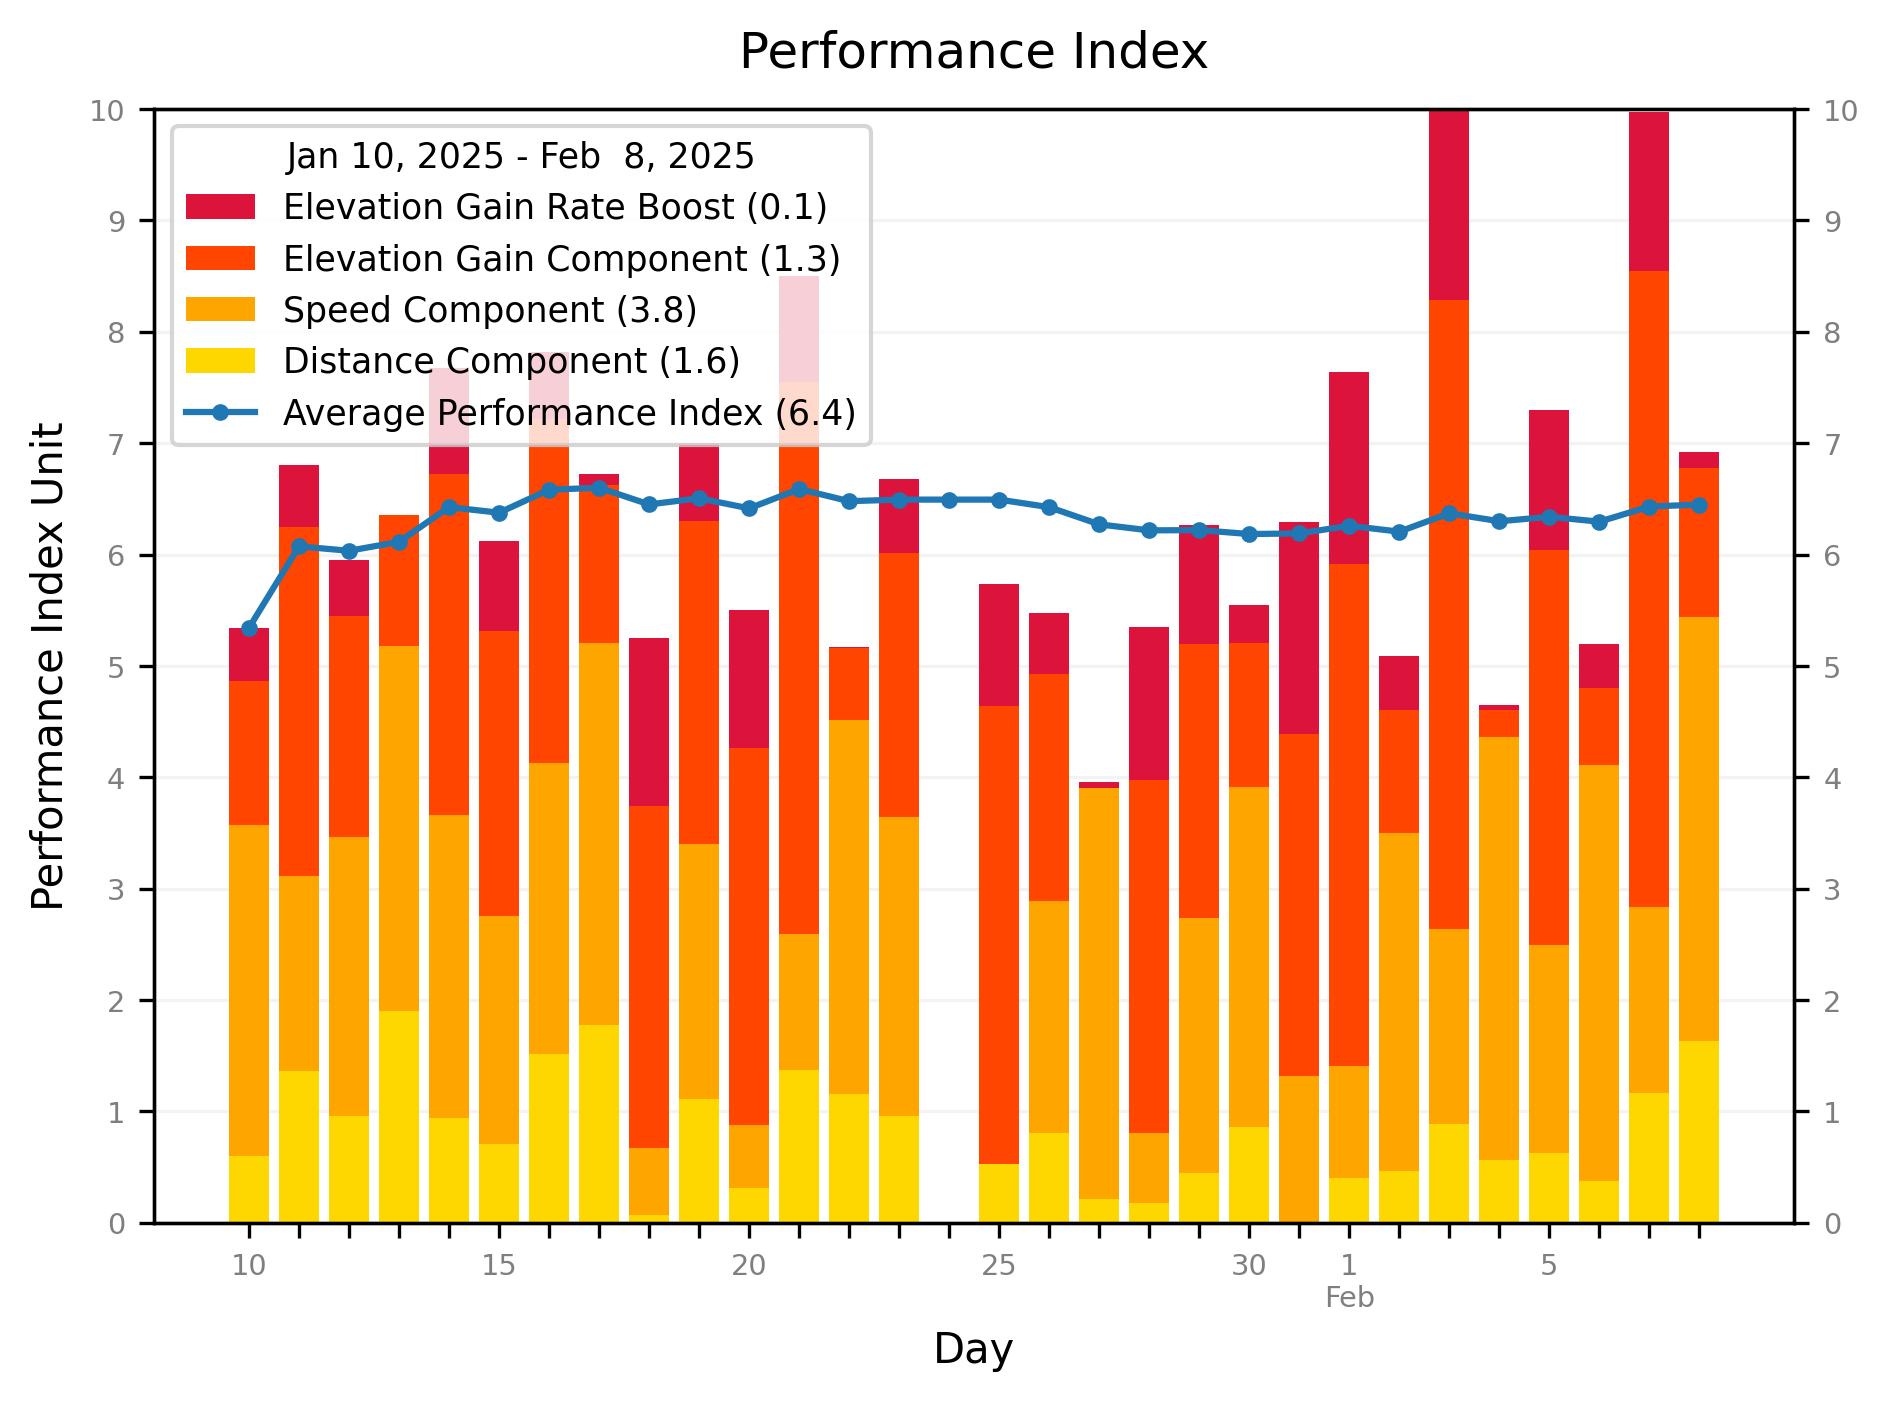 Performance Index
Jan 10, 2025 - Feb  8, 2025
Elevation Gain Rate Boost (0.1)
Elevation Gain Component (1.3)
Speed Component (3.8)
Distance Component (1.6)
Average Performance Index (6.4)
Performance Index Unit
10
9
8
7
6
5
4
3
2
1
0
10
9
8
7
6
5
4
3
2
1
0
10 15 20 25 30 1 5
Feb
Day